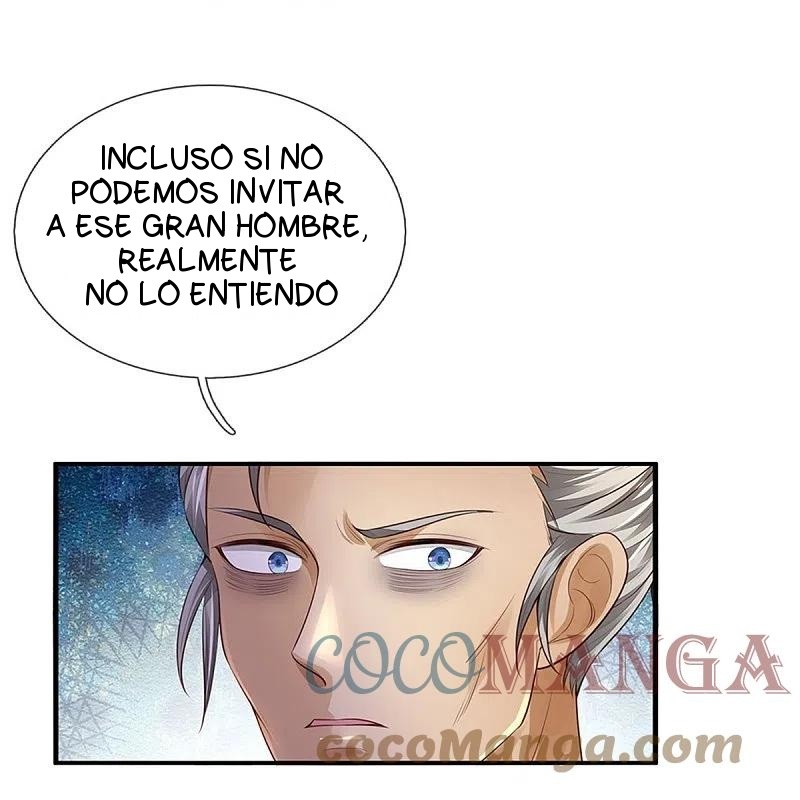 INCLUSO SI NO
PODEMOS INVITAR
A ESE GRAN HOMBRE,
REALMENTE
NO LO ENTIENDO
COCOMANGA
cocoManga.com